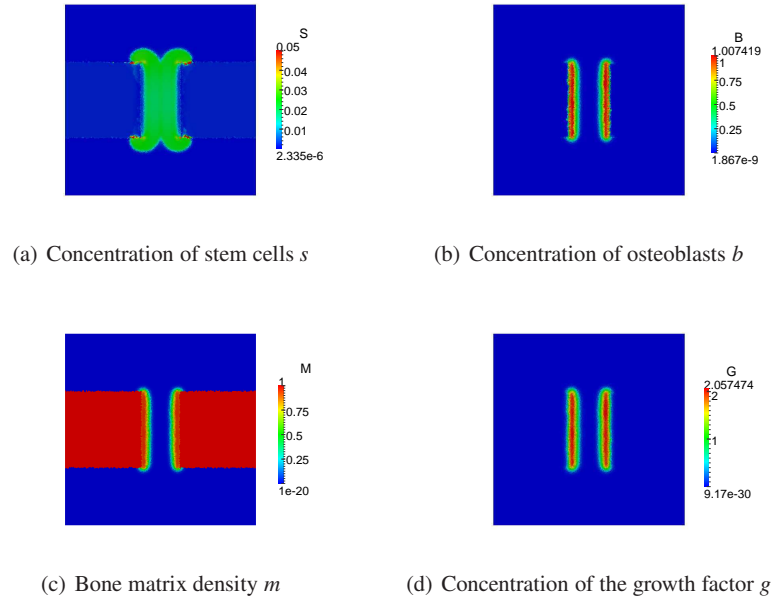 S
0.05
0.04
0.03
0.02
0.01
2.335e-6
B
1.007419
1
0.75
0.5
0.25
1.867e-9
(a) Concentration of stem cells s
(b) Concentration of osteoblasts b
M
1
0.75
0.5
0.25
1e-20
G
2.057474
2
1
9.17e-30
(c) Bone matrix density m
(d) Concentration of the growth factor g